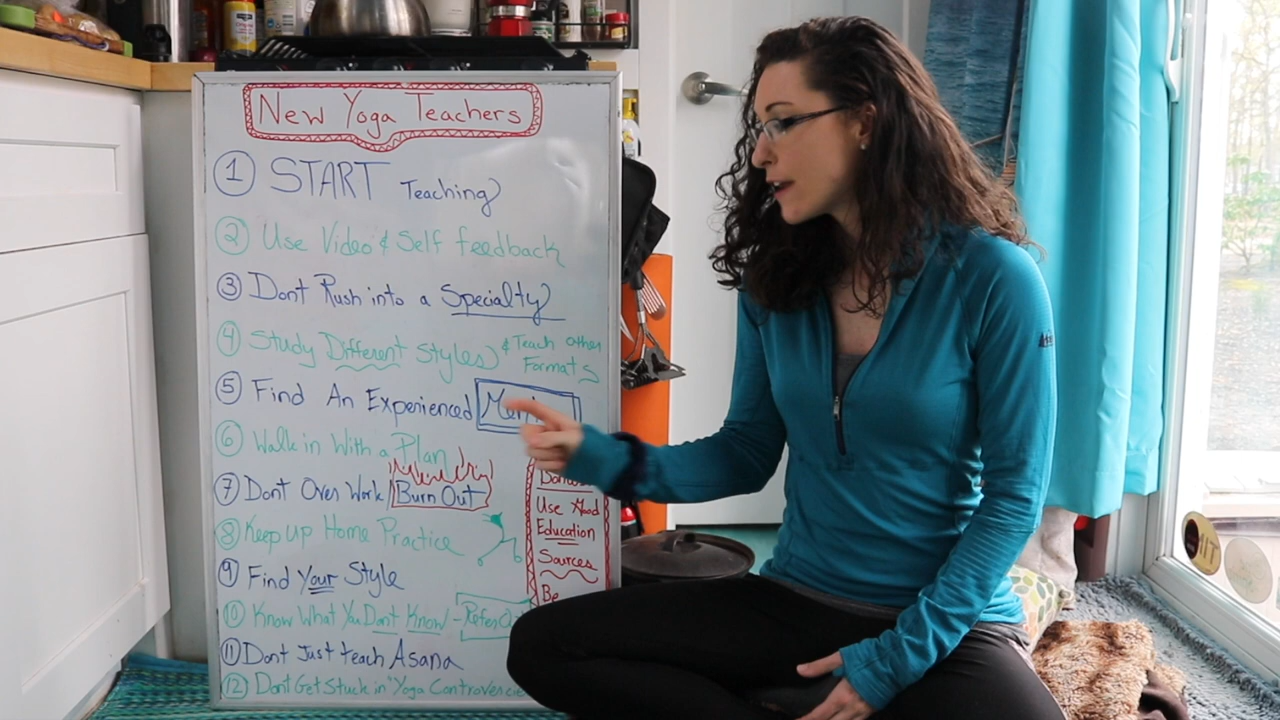 New Yoga Teachers
1 START Teaching
2 Use Video & Self feedback
3 Dont Rush into a Specialty
4 Study Different Styles & Teach other
Formats
5 Find An Experienced
6 Walk in With a Plan
7 Dont Over Work Burn Out
8 Keep Up Home Practice
9 Find Your Style
10 Know What You Dont Know -
11 Dont Just teach Asana
12 Dont Get Stuck in "Yoga
Use Good
Education
Sources
Be